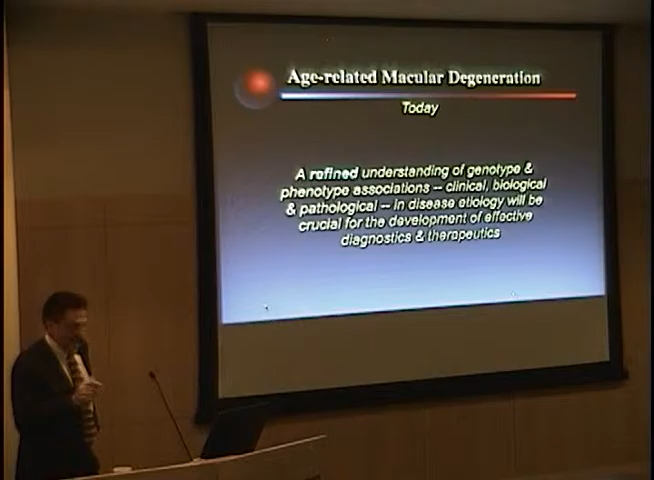 Age-related Macular Degeneration
Today
A refined understanding of genotype &
phenotype associations -- clinical, biological
& pathological -- in disease etiology will be
crucial for the development of effective
diagnostics & therapeutics